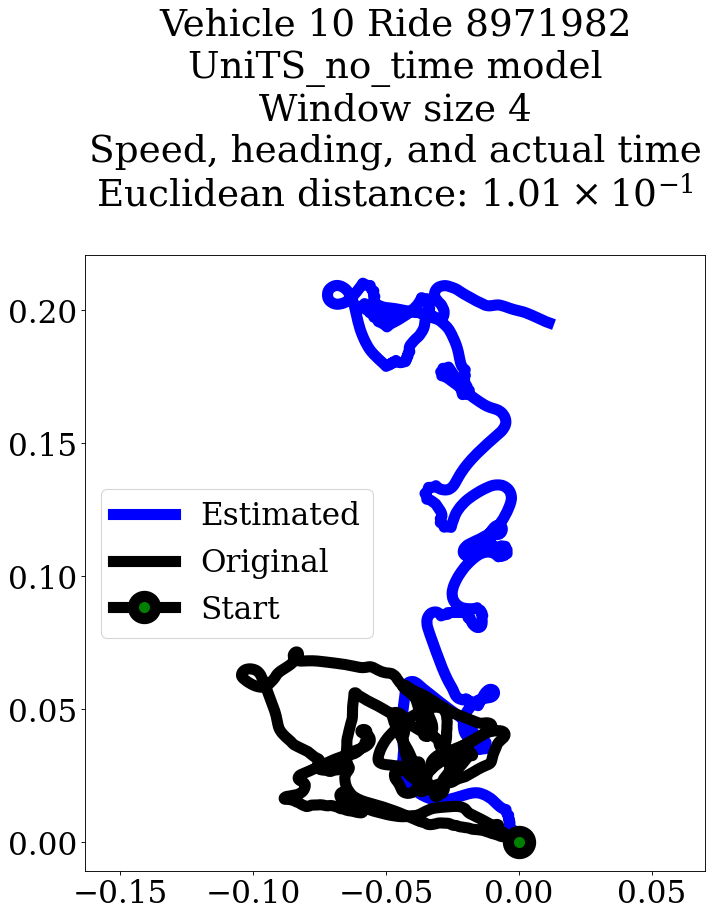 Vehicle 10 Ride 8971982
UniTS_no_time model
Window size 4
Speed, heading, and actual time
Euclidean distance: 1.01 × 10⁻¹
0.20
0.15
0.10
0.05
0.00
Estimated
Original
Start
−0.15 −0.10 −0.05 0.00 0.05